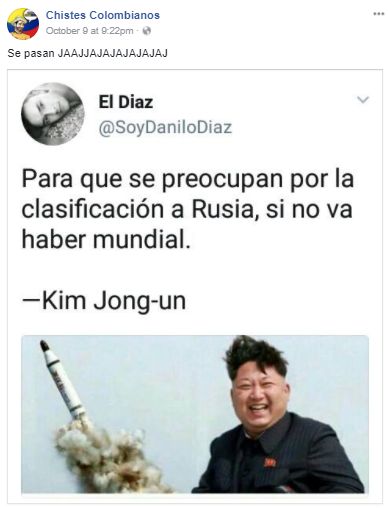 Chistes Colombianos
October 9 at 9:22pm ·
Se pasan JAAJJAJAJAJAJAJAJ
El Diaz
@SoyDaniloDiaz
Para que se preocupan por la
clasificación a Rusia, si no va
haber mundial.
—Kim Jong-un